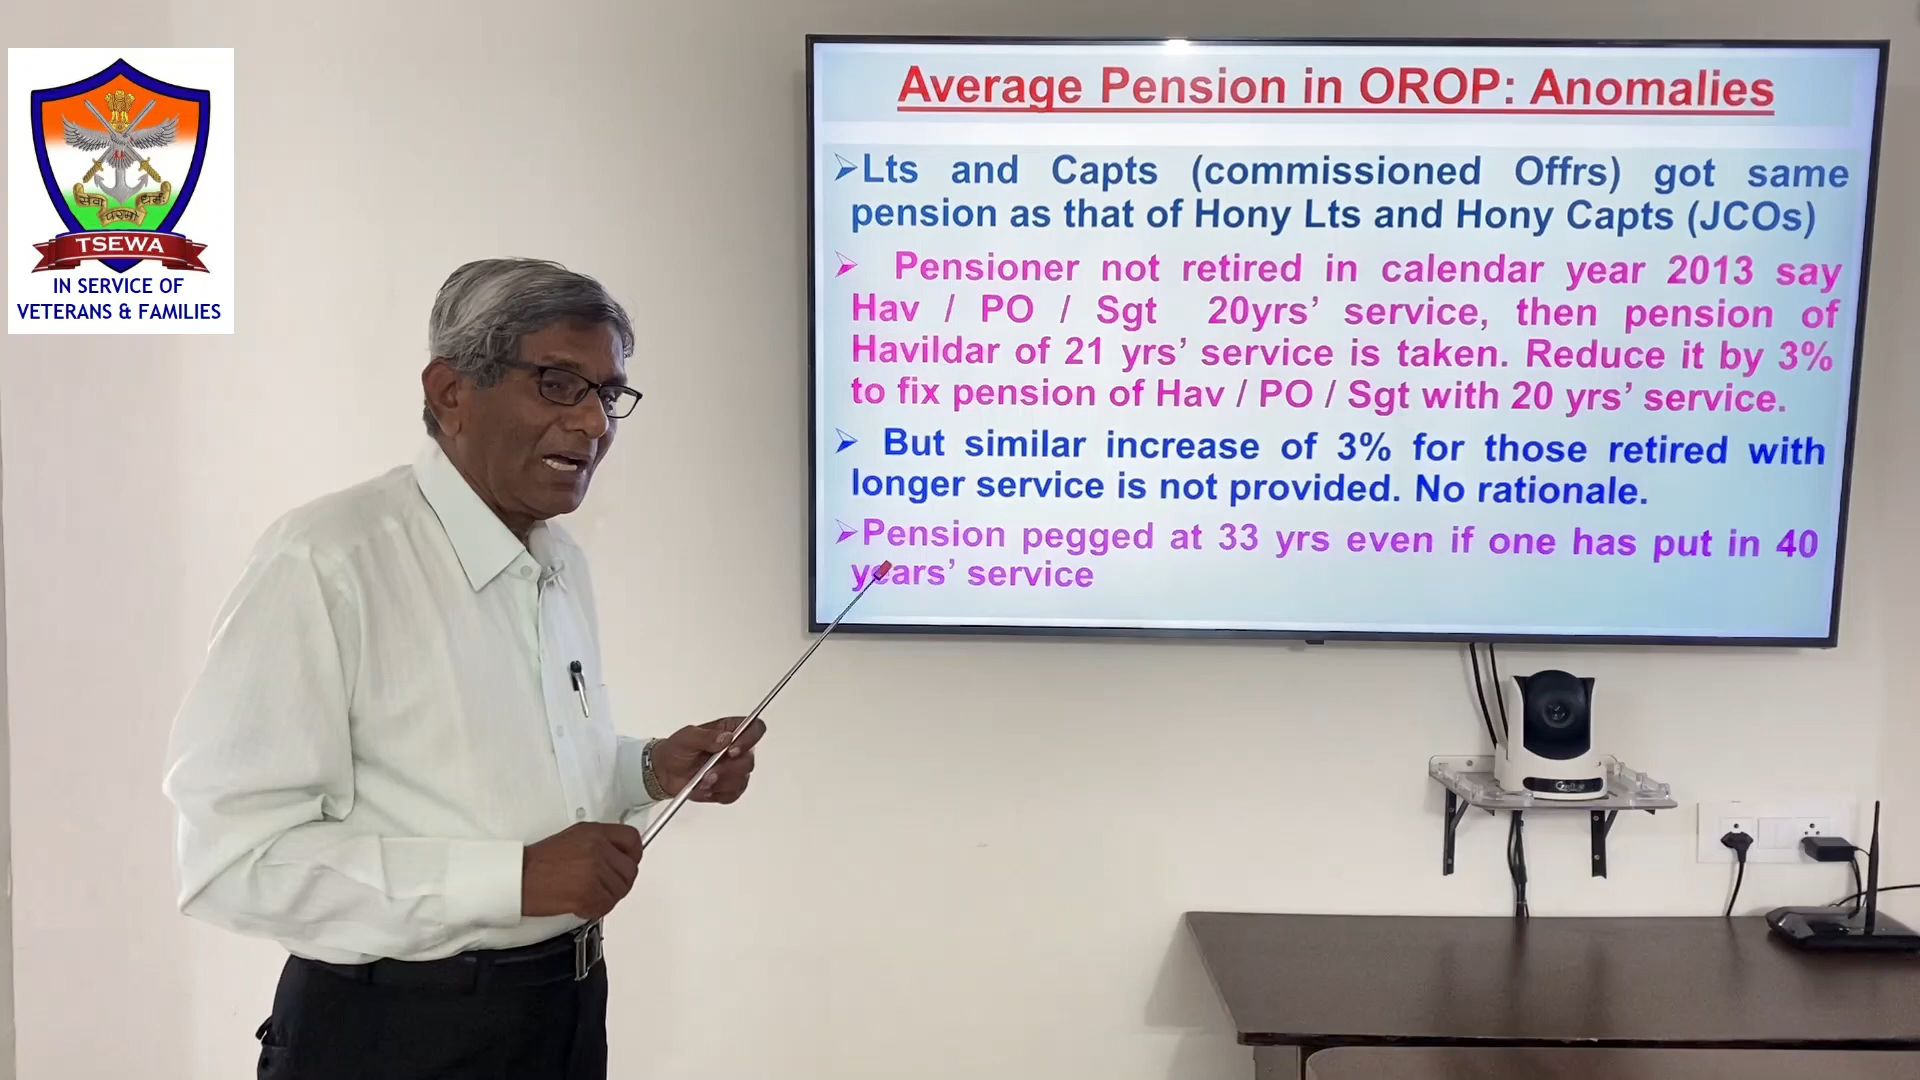 सेवा
परमो
धर्मः
TSEWA
IN SERVICE OF
VETERANS & FAMILIES
Average Pension in OROP: Anomalies
➢Lts and Capts (commissioned Offrs) got same
pension as that of Hony Lts and Hony Capts (JCOs)
➢ Pensioner not retired in calendar year 2013 say
Hav / PO / Sgt 20yrs’ service, then pension of
Havildar of 21 yrs’ service is taken. Reduce it by 3%
to fix pension of Hav / PO / Sgt with 20 yrs’ service.
➢ But similar increase of 3% for those retired with
longer service is not provided. No rationale.
➢Pension pegged at 33 yrs even if one has put in 40
years’ service